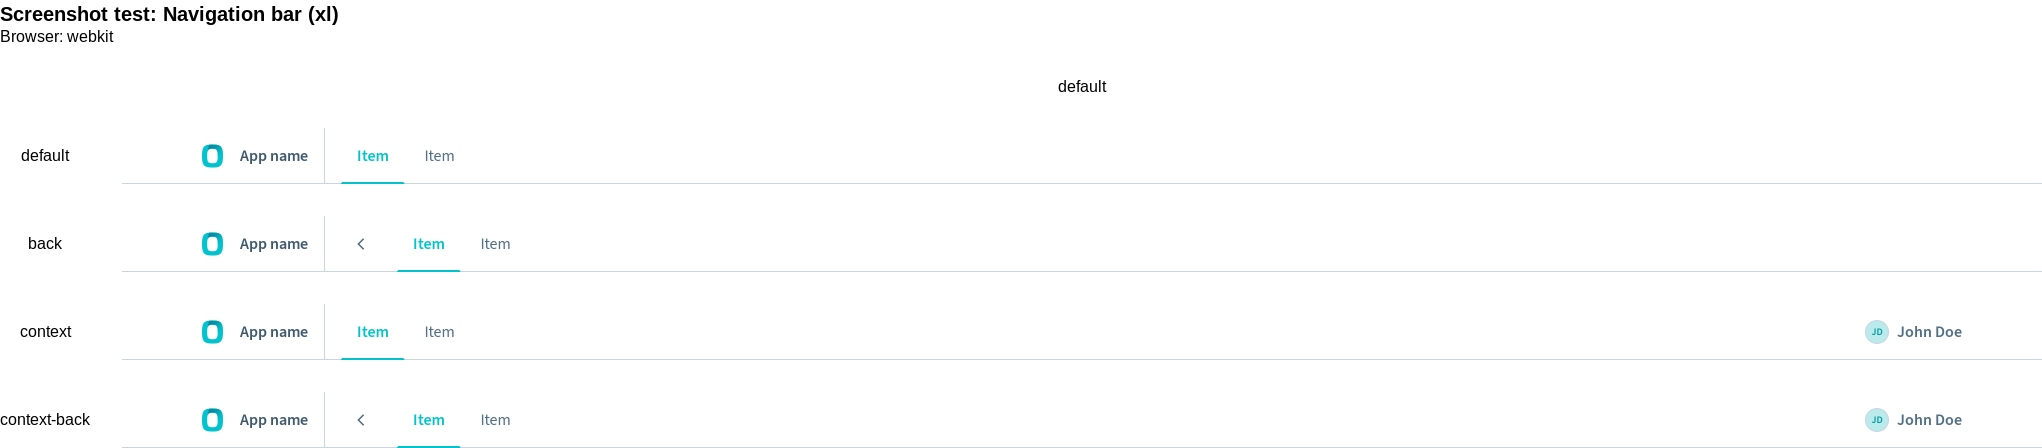 Screenshot test: Navigation bar (xl)
Browser: webkit
default
default App name Item Item
back App name Item Item
context App name Item Item JD John Doe
context-back App name Item Item JD John Doe